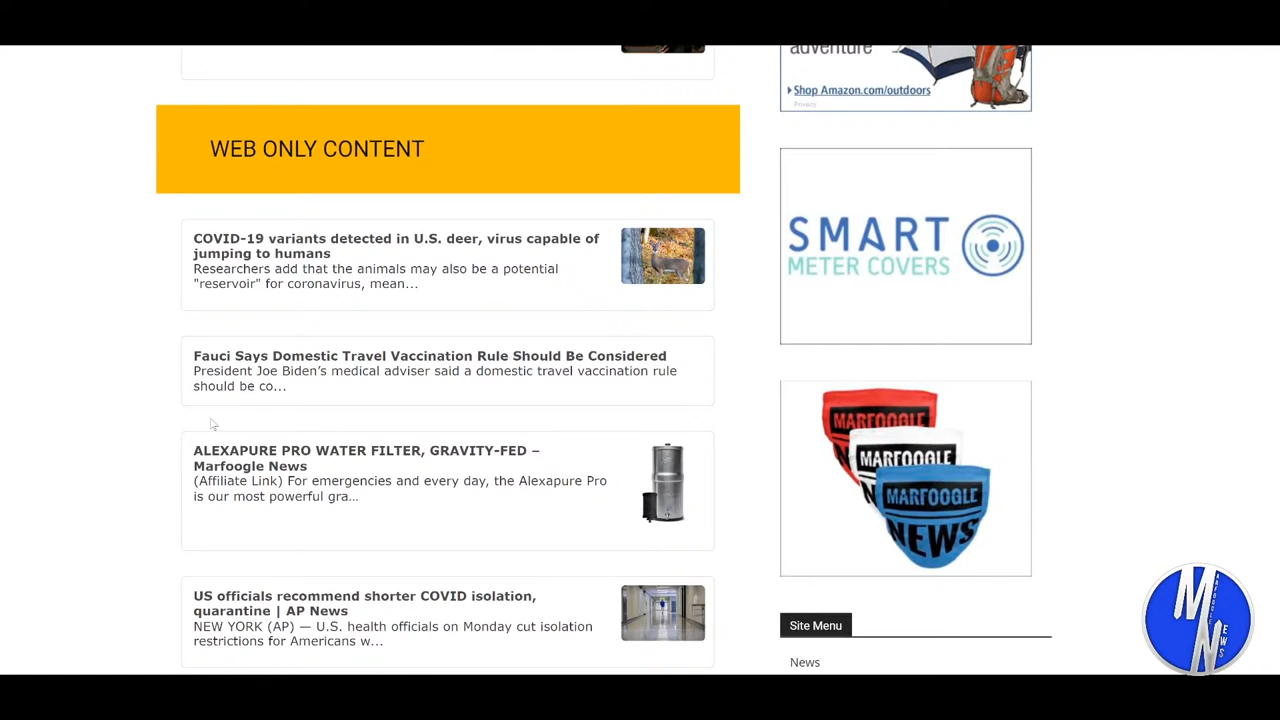 adventure
Shop Amazon.com/outdoors
Privacy
WEB ONLY CONTENT
COVID-19 variants detected in U.S. deer, virus capable of
jumping to humans
Researchers add that the animals may also be a potential
"reservoir" for coronavirus, mean...
Fauci Says Domestic Travel Vaccination Rule Should Be Considered
President Joe Biden’s medical adviser said a domestic travel vaccination rule
should be co...
ALEXAPURE PRO WATER FILTER, GRAVITY-FED –
Marfoogle News
(Affiliate Link) For emergencies and every day, the Alexapure Pro
is our most powerful gra...
US officials recommend shorter COVID isolation,
quarantine | AP News
NEW YORK (AP) — U.S. health officials on Monday cut isolation
restrictions for Americans w...
SMART
METER COVERS
MARFOOGLE
MARFOOGLE
MARFOOGLE
NEWS
Site Menu
News
MN